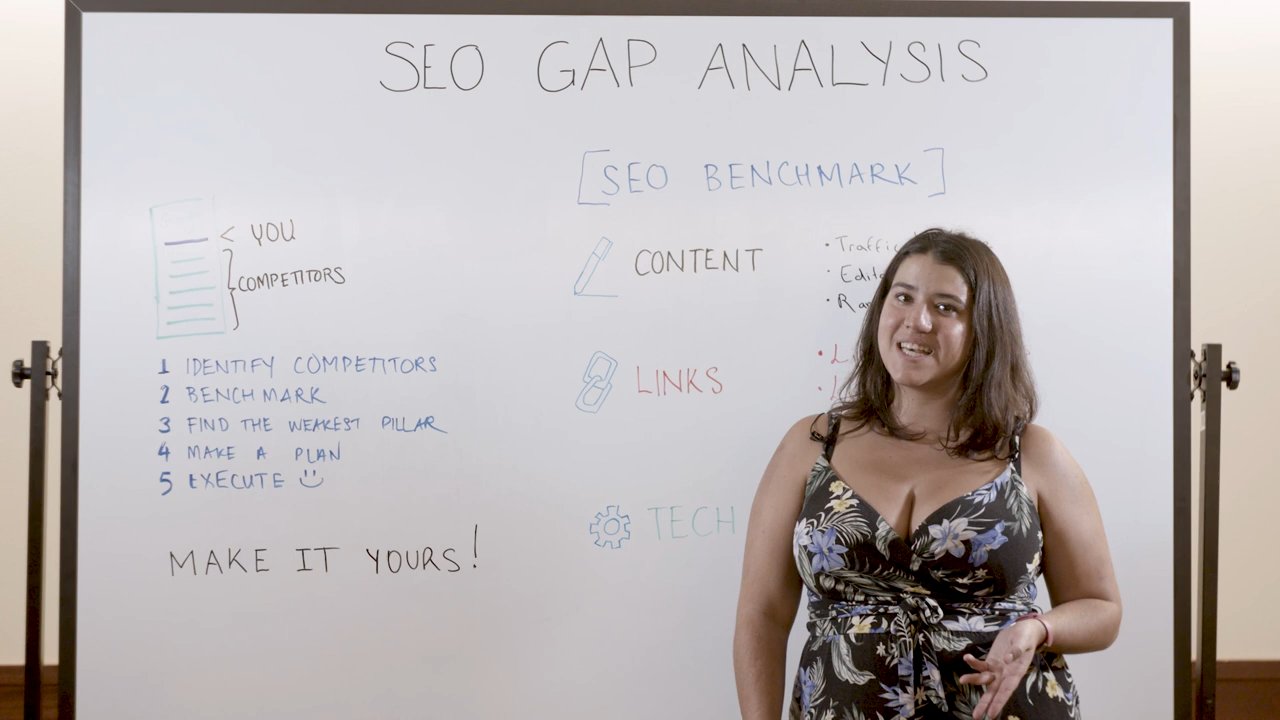 SEO GAP ANALYSIS
[SEO BENCHMARK]
< YOU
COMPETITORS
1 IDENTIFY COMPETITORS
2 BENCHMARK
3 FIND THE WEAKEST PILLAR
4 MAKE A PLAN
5 EXECUTE
MAKE IT YOURS!
CONTENT
• Traffic
LINKS
TECH